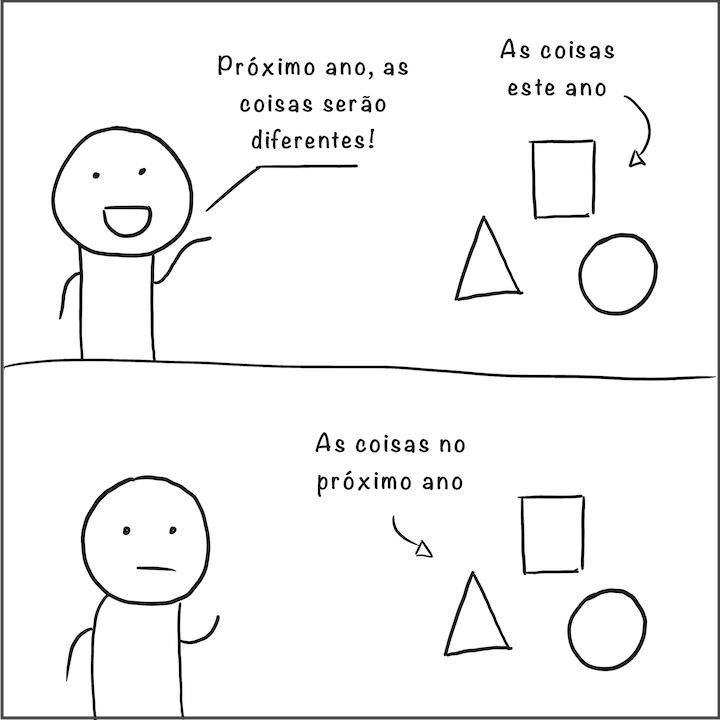 Próximo ano, as
coisas serão
diferentes!
As coisas
este ano
As coisas no
próximo ano